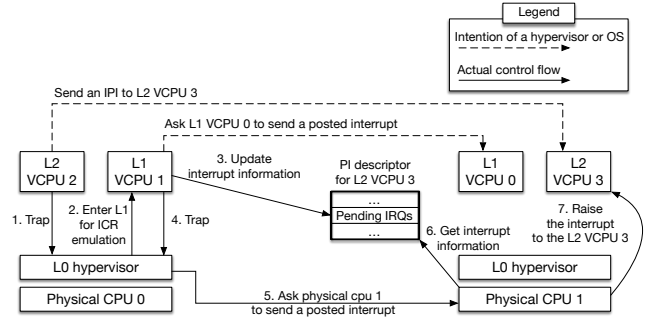 Legend
Intention of a hypervisor or OS
Actual control flow
Send an IPI to L2 VCPU 3
Ask L1 VCPU 0 to send a posted interrupt
L2
VCPU 2
L1
VCPU 1
3. Update
interrupt information
PI descriptor
for L2 VCPU 3
L1
VCPU 0
L2
VCPU 3
...
Pending IRQs
...
1. Trap
2. Enter L1
for ICR
emulation
4. Trap
6. Get interrupt
information
7. Raise
the interrupt
to the L2 VCPU 3
L0 hypervisor
L0 hypervisor
Physical CPU 0
5. Ask physical cpu 1
to send a posted interrupt
Physical CPU 1